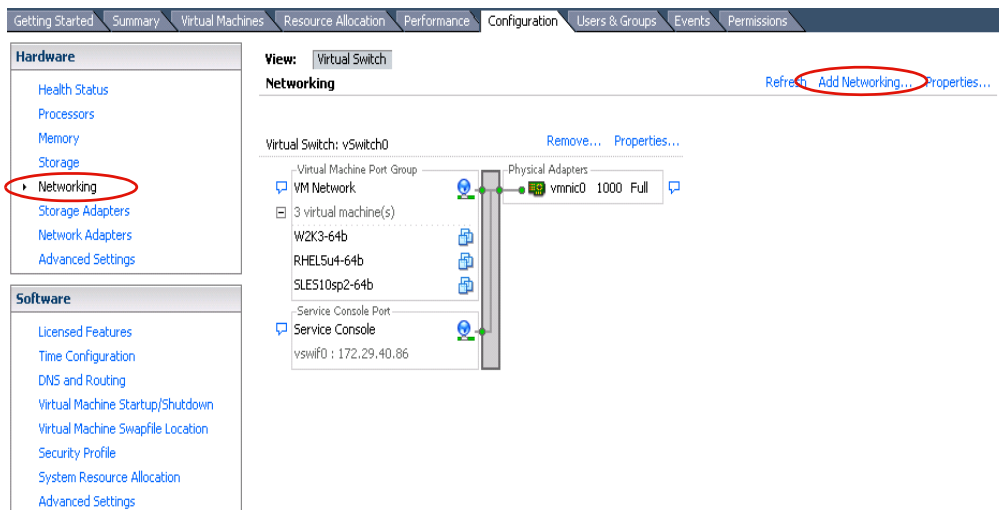 Getting Started Summary Virtual Machines Resource Allocation Performance Configuration Users & Groups Events Permissions
Hardware
Health Status
Processors
Memory
Storage
Networking
Storage Adapters
Network Adapters
Advanced Settings
Software
Licensed Features
Time Configuration
DNS and Routing
Virtual Machine Startup/Shutdown
Virtual Machine Swapfile Location
Security Profile
System Resource Allocation
Advanced Settings
View: Virtual Switch
Networking
Refresh Add Networking... Properties...
Virtual Switch: vSwitch0 Remove... Properties...
Virtual Machine Port Group Physical Adapters
VM Network vmnic0 1000 Full
3 virtual machine(s)
W2K3-64b
RHEL5u4-64b
SLES10sp2-64b
Service Console Port
Service Console
vswif0 : 172.29.40.86